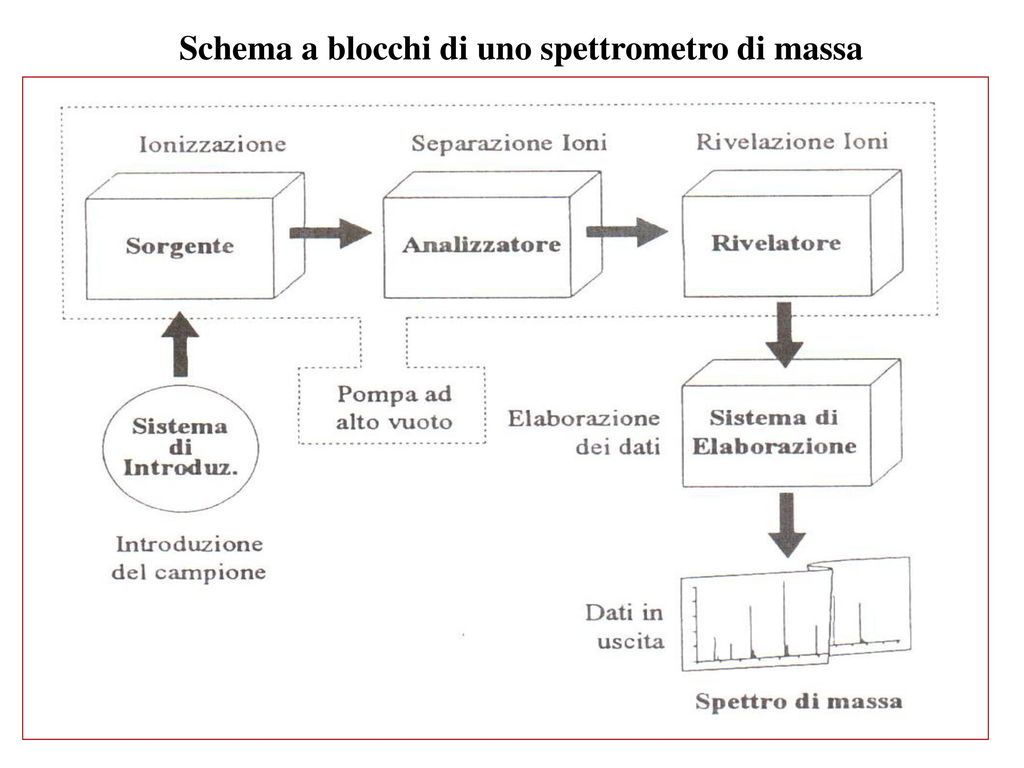 Schema a blocchi di uno spettrometro di massa
Ionizzazione
Separazione Ioni
Rivelazione Ioni
Sorgente
Analizzatore
Rivelatore
Sistema
di
Introduz.
Introduzione
del campione
Pompa ad
alto vuoto
Elaborazione
dei dati
Sistema di
Elaborazione
Dati in
uscita
Spettro di massa